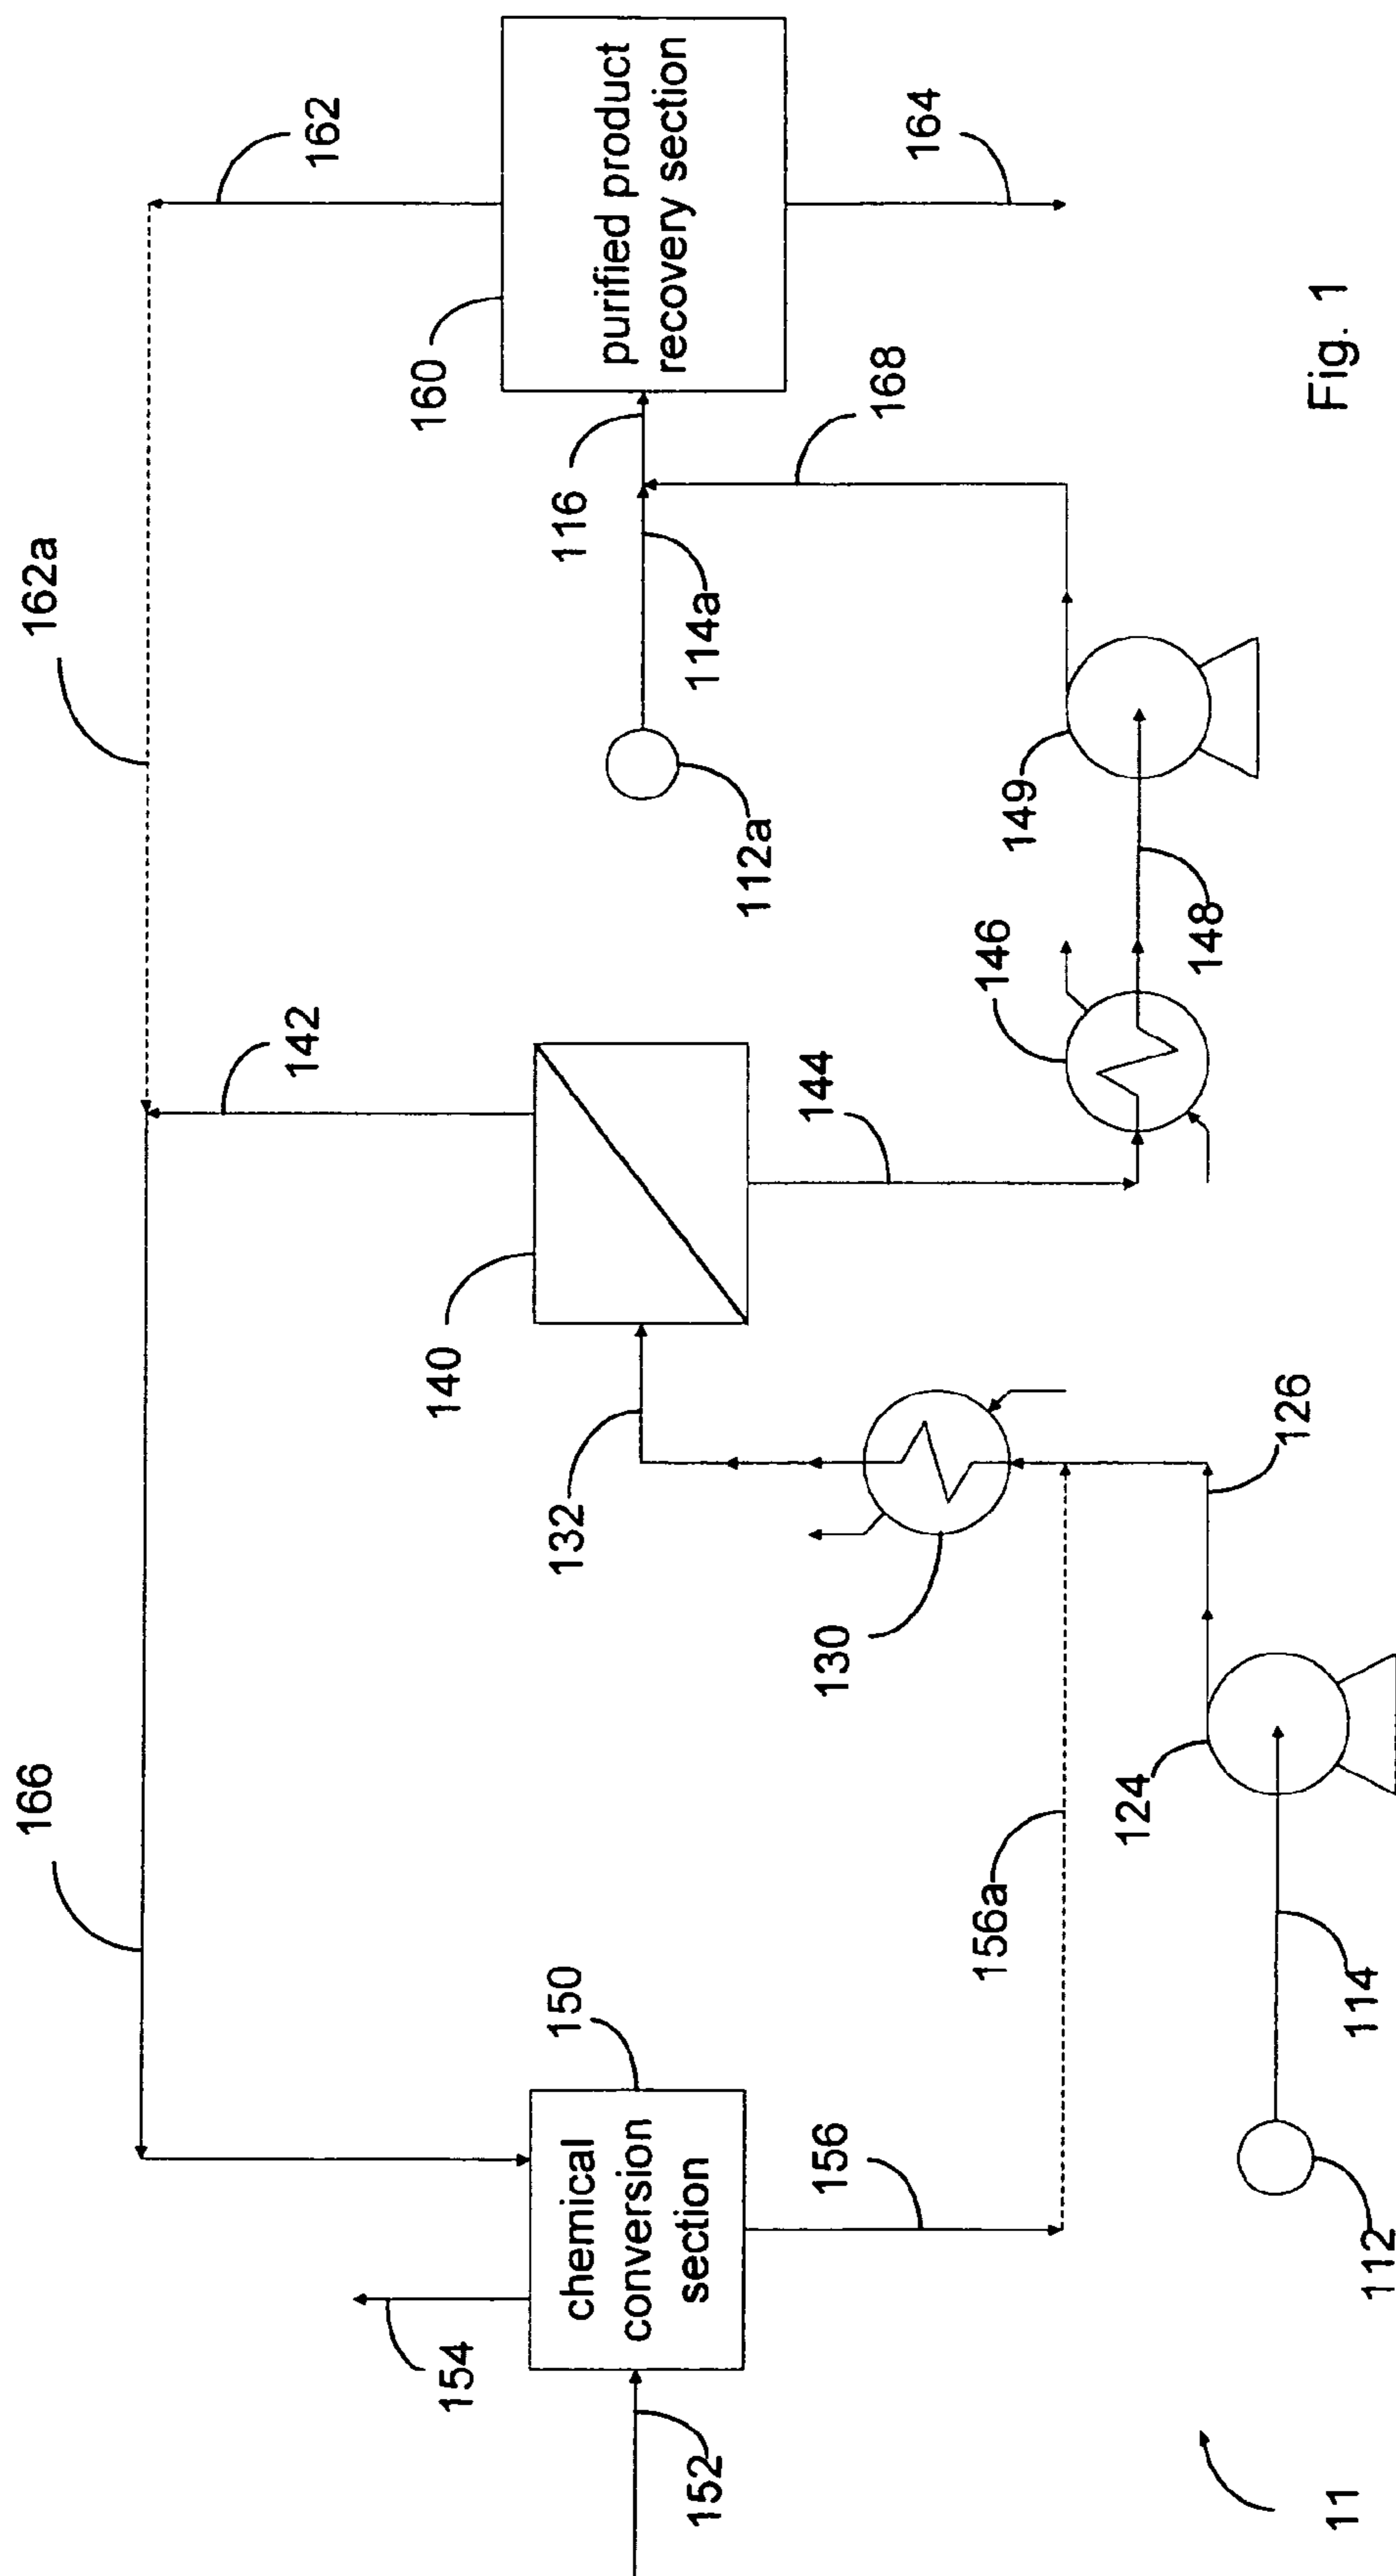 166
162a
162
142
154
150
chemical
conversion
section
152
156
140
132
160
purified product
recovery section
116
114a
112a
164
168
144
130
156a
146
148
149
126
124
114
112
11
Fig. 1